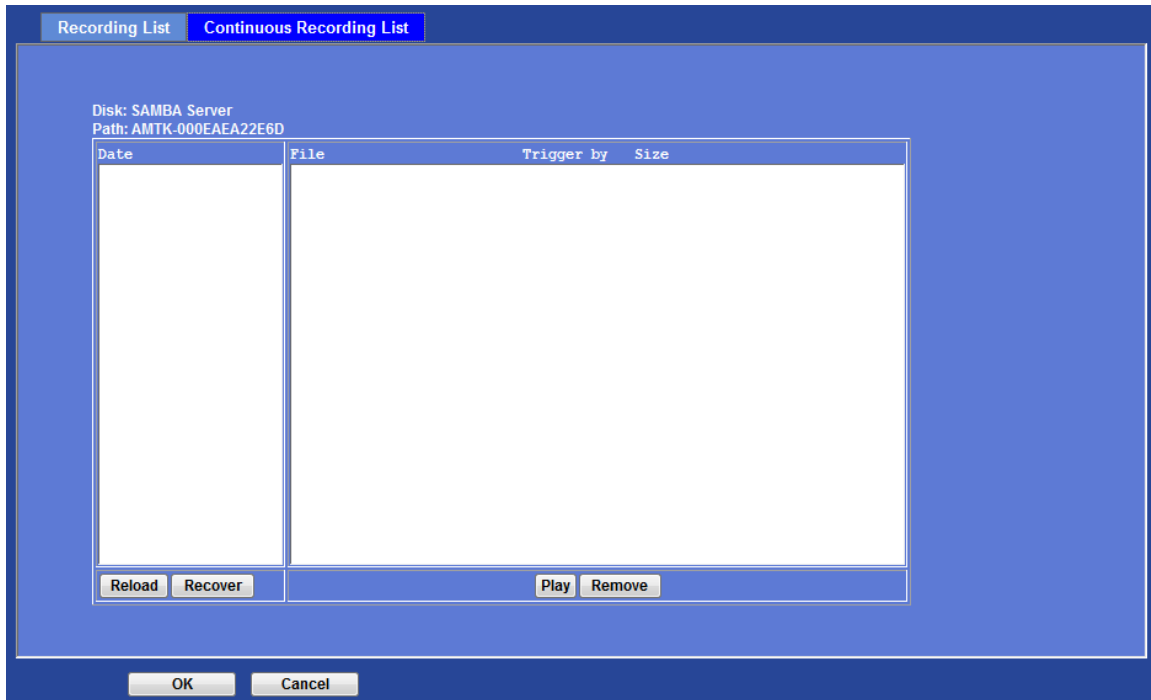 Recording List Continuous Recording List
Disk: SAMBA Server
Path: AMTK-000EAEA22E6D
Date File Trigger by Size
Reload Recover Play Remove
OK Cancel